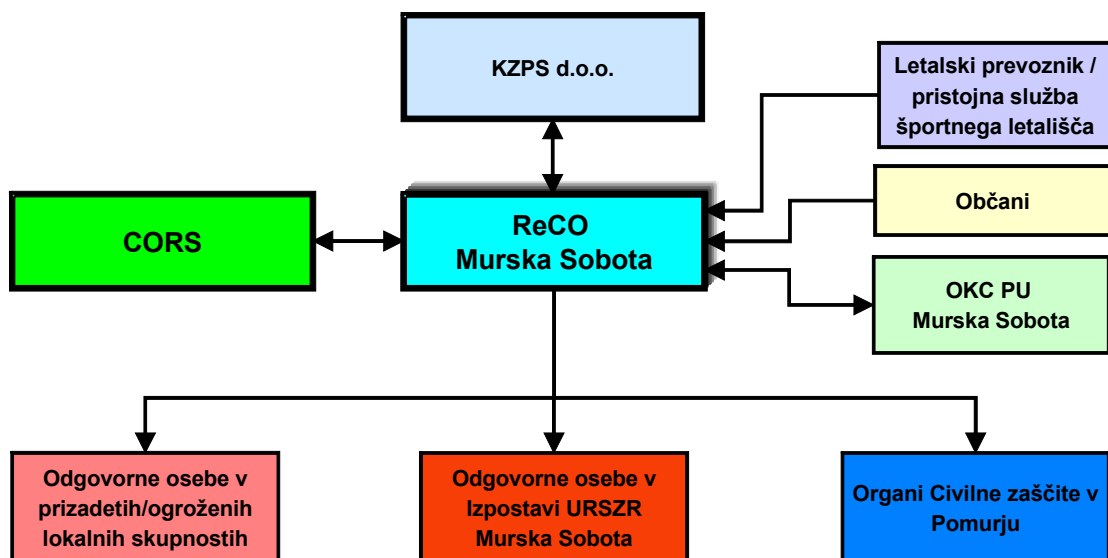 KZPS d.o.o.
Letalski prevoznik /
pristojna služba
športnega letališča
CORS
ReCO
Murska Sobota
Občani
OKC PU
Murska Sobota
Odgovorne osebe v
prizadetih/ogroženih
lokalnih skupnostih
Odgovorne osebe v
Izpostavi URSZR
Murska Sobota
Organi Civilne zaščite v
Pomurju